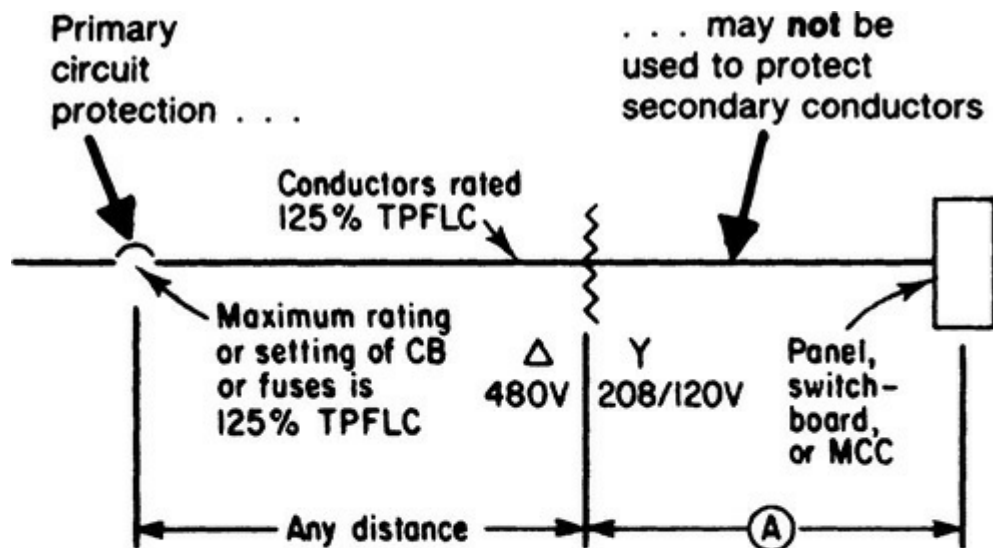 Primary
circuit
protection . . .
. . . may not be
used to protect
secondary conductors
Conductors rated
125% TPFLC
Maximum rating
or setting of CB
or fuses is
125% TPFLC
Δ
480V
Y
208/120V
Panel,
switch-
board,
or MCC
Any distance
A